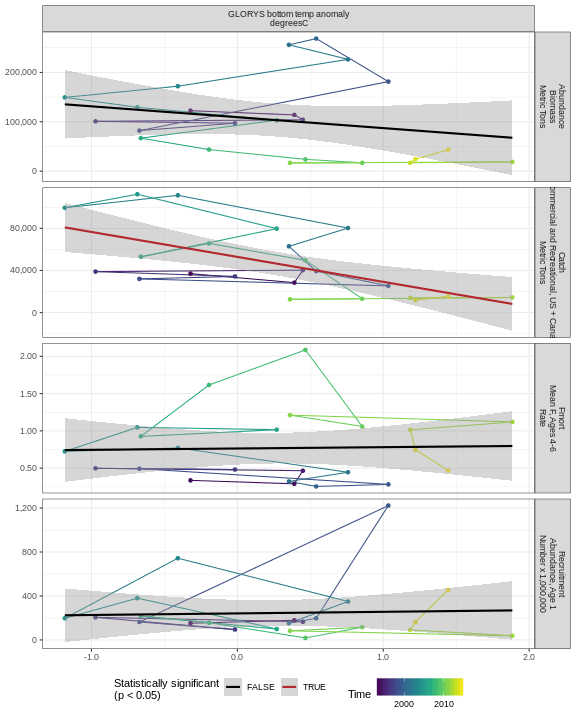 GLORYS bottom temp anomaly
degreesC
200,000
100,000
0
Abundance
Biomass
Metric Tons
80,000
40,000
0
Catch
ommercial and Recreational, US + Cana
Metric Tons
2.00
1.50
1.00
0.50
Fmort
Mean F, Ages 4-6
Rate
1,200
800
400
0
Recruitment
Abundance, Age 1
Number x 1,000,000
-1.0 0.0 1.0 2.0
Statistically significant
(p < 0.05)
FALSE TRUE
Time
2000 2010